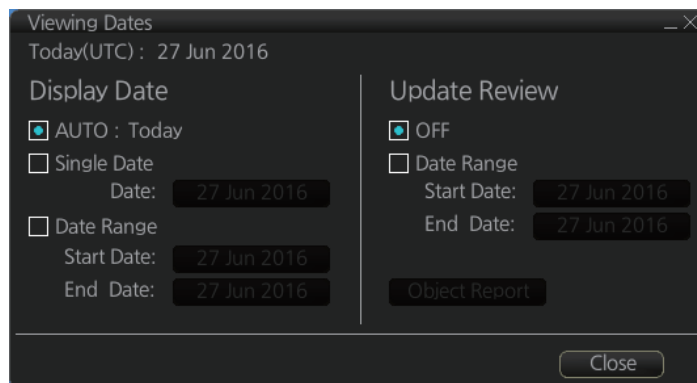 Viewing Dates
Today(UTC) : 27 Jun 2016
Display Date
AUTO : Today
Single Date
Date: 27 Jun 2016
Date Range
Start Date: 27 Jun 2016
End Date: 27 Jun 2016
Update Review
OFF
Date Range
Start Date: 27 Jun 2016
End Date: 27 Jun 2016
Object Report
Close